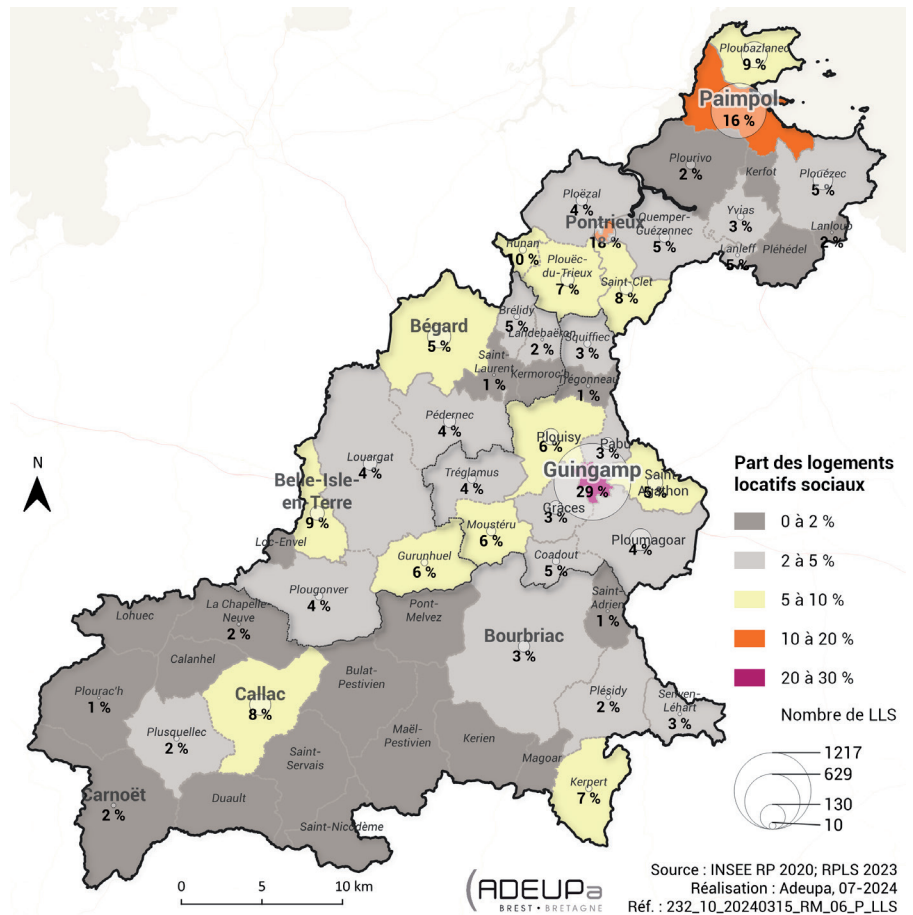 Ploubazlanec
9 %
Paimpol
16 %
Plourivo
2 %
Kerfot
Plouézec
5 %
Ploëzal
4 %
Yvias
3 %
Quemper-
Guézennec
5 %
Lanloup
2 %
Lanleff
5 %
Pléhédel
Pontrieux
18 %
Runan
10 %
Plouëc-
du-Trieux
7 %
Saint-Clet
8 %
Bégard
5 %
Brélidy
5 %
Landebaëron
2 %
Squiffiec
3 %
Saint-
Laurent
1 %
Kermoroc'h
Trégonneau
1 %
Pédernec
4 %
Plouisy
6 %
Pabu
3 %
Louargat
4 %
Tréglamus
4 %
Guingamp
29 %
Saint-
Agathon
5 %
Grâces
3 %
Belle-Isle-
en-Terre
9 %
Moustéru
6 %
Ploumagoar
4 %
Loc-Envel
Gurunhuel
6 %
Coadout
5 %
Plougonver
4 %
Saint-
Adrien
1 %
Lohuec
La Chapelle-
Neuve
2 %
Pont-
Melvez
Bourbriac
3 %
Calanhel
Bulat-
Pestivien
Plourac'h
1 %
Callac
8 %
Plésidy
2 %
Senven-
Léhart
3 %
Plusquellec
2 %
Maël-
Pestivien
Kerien
Saint-
Servais
Magoar
Kerpert
7 %
Carnoët
2 %
Duault
Saint-Nicodème
N
Part des logements
locatifs sociaux
0 à 2 %
2 à 5 %
5 à 10 %
10 à 20 %
20 à 30 %
Nombre de LLS
1217
629
130
10
0 5 10 km
ADEUPa
BREST • BRETAGNE
Source : INSEE RP 2020; RPLS 2023
Réalisation : Adeupa, 07-2024
Réf. : 232_10_20240315_RM_06_P_LLS